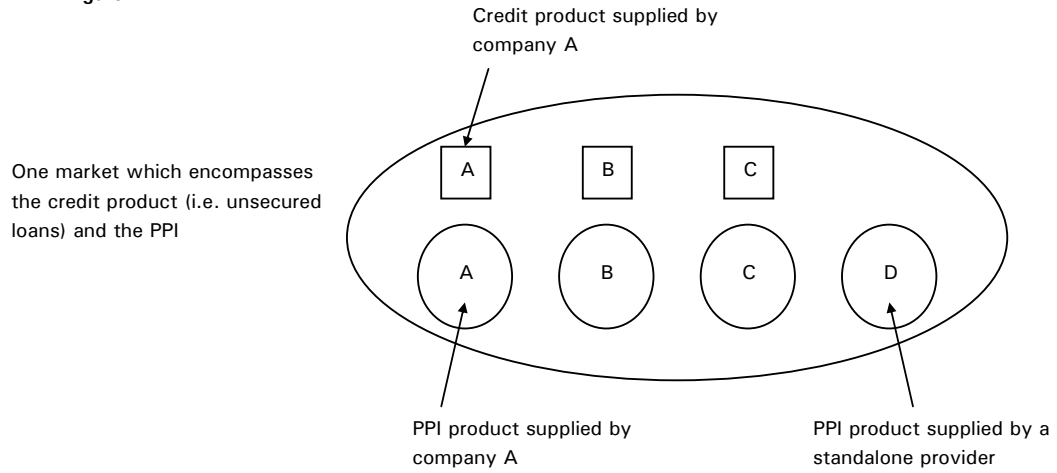 Credit product supplied by
company A
One market which encompasses
the credit product (i.e. unsecured
loans) and the PPI
A B C
A B C D
PPI product supplied by
company A
PPI product supplied by a
standalone provider